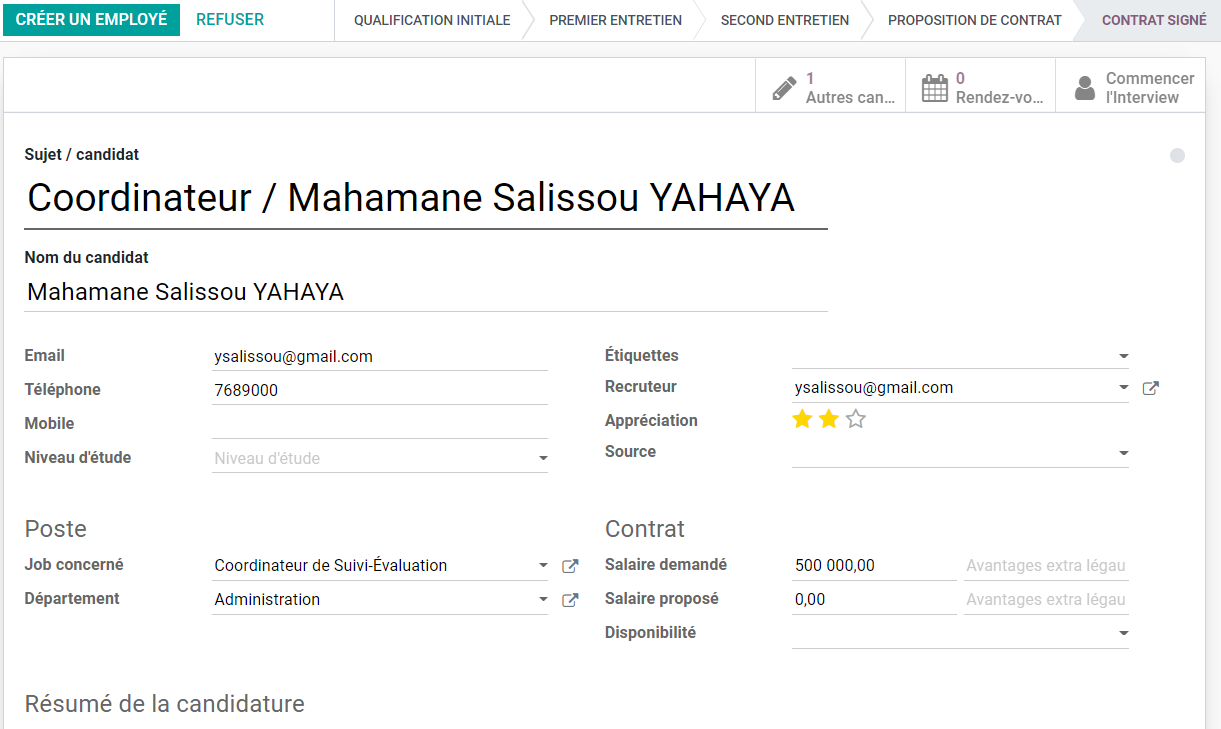 CRÉER UN EMPLOYÉ REFUSER QUALIFICATION INITIALE PREMIER ENTRETIEN SECOND ENTRETIEN PROPOSITION DE CONTRAT CONTRAT SIGNÉ
1
Autres can...
0
Rendez-vo...
Commencer
l'Interview
Sujet / candidat
Coordinateur / Mahamane Salissou YAHAYA
Nom du candidat
Mahamane Salissou YAHAYA
Email ysalissou@gmail.com
Téléphone 7689000
Mobile
Niveau d'étude Niveau d'étude
Étiquettes
Recruteur ysalissou@gmail.com
Appréciation
Source
Poste
Job concerné Coordinateur de Suivi-Évaluation
Département Administration
Contrat
Salaire demandé 500 000,00 Avantages extra légau
Salaire proposé 0,00 Avantages extra légau
Disponibilité
Résumé de la candidature